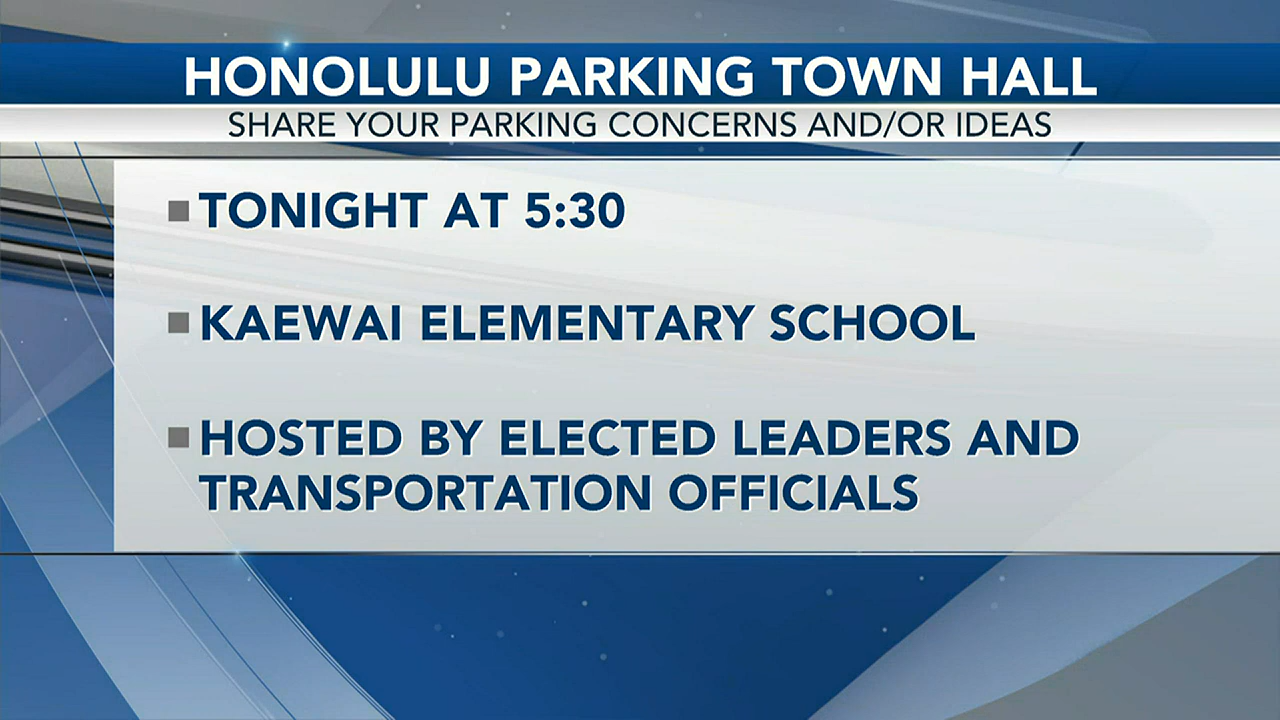 HONOLULU PARKING TOWN HALL
SHARE YOUR PARKING CONCERNS AND/OR IDEAS
TONIGHT AT 5:30
KAEWAI ELEMENTARY SCHOOL
HOSTED BY ELECTED LEADERS AND
TRANSPORTATION OFFICIALS